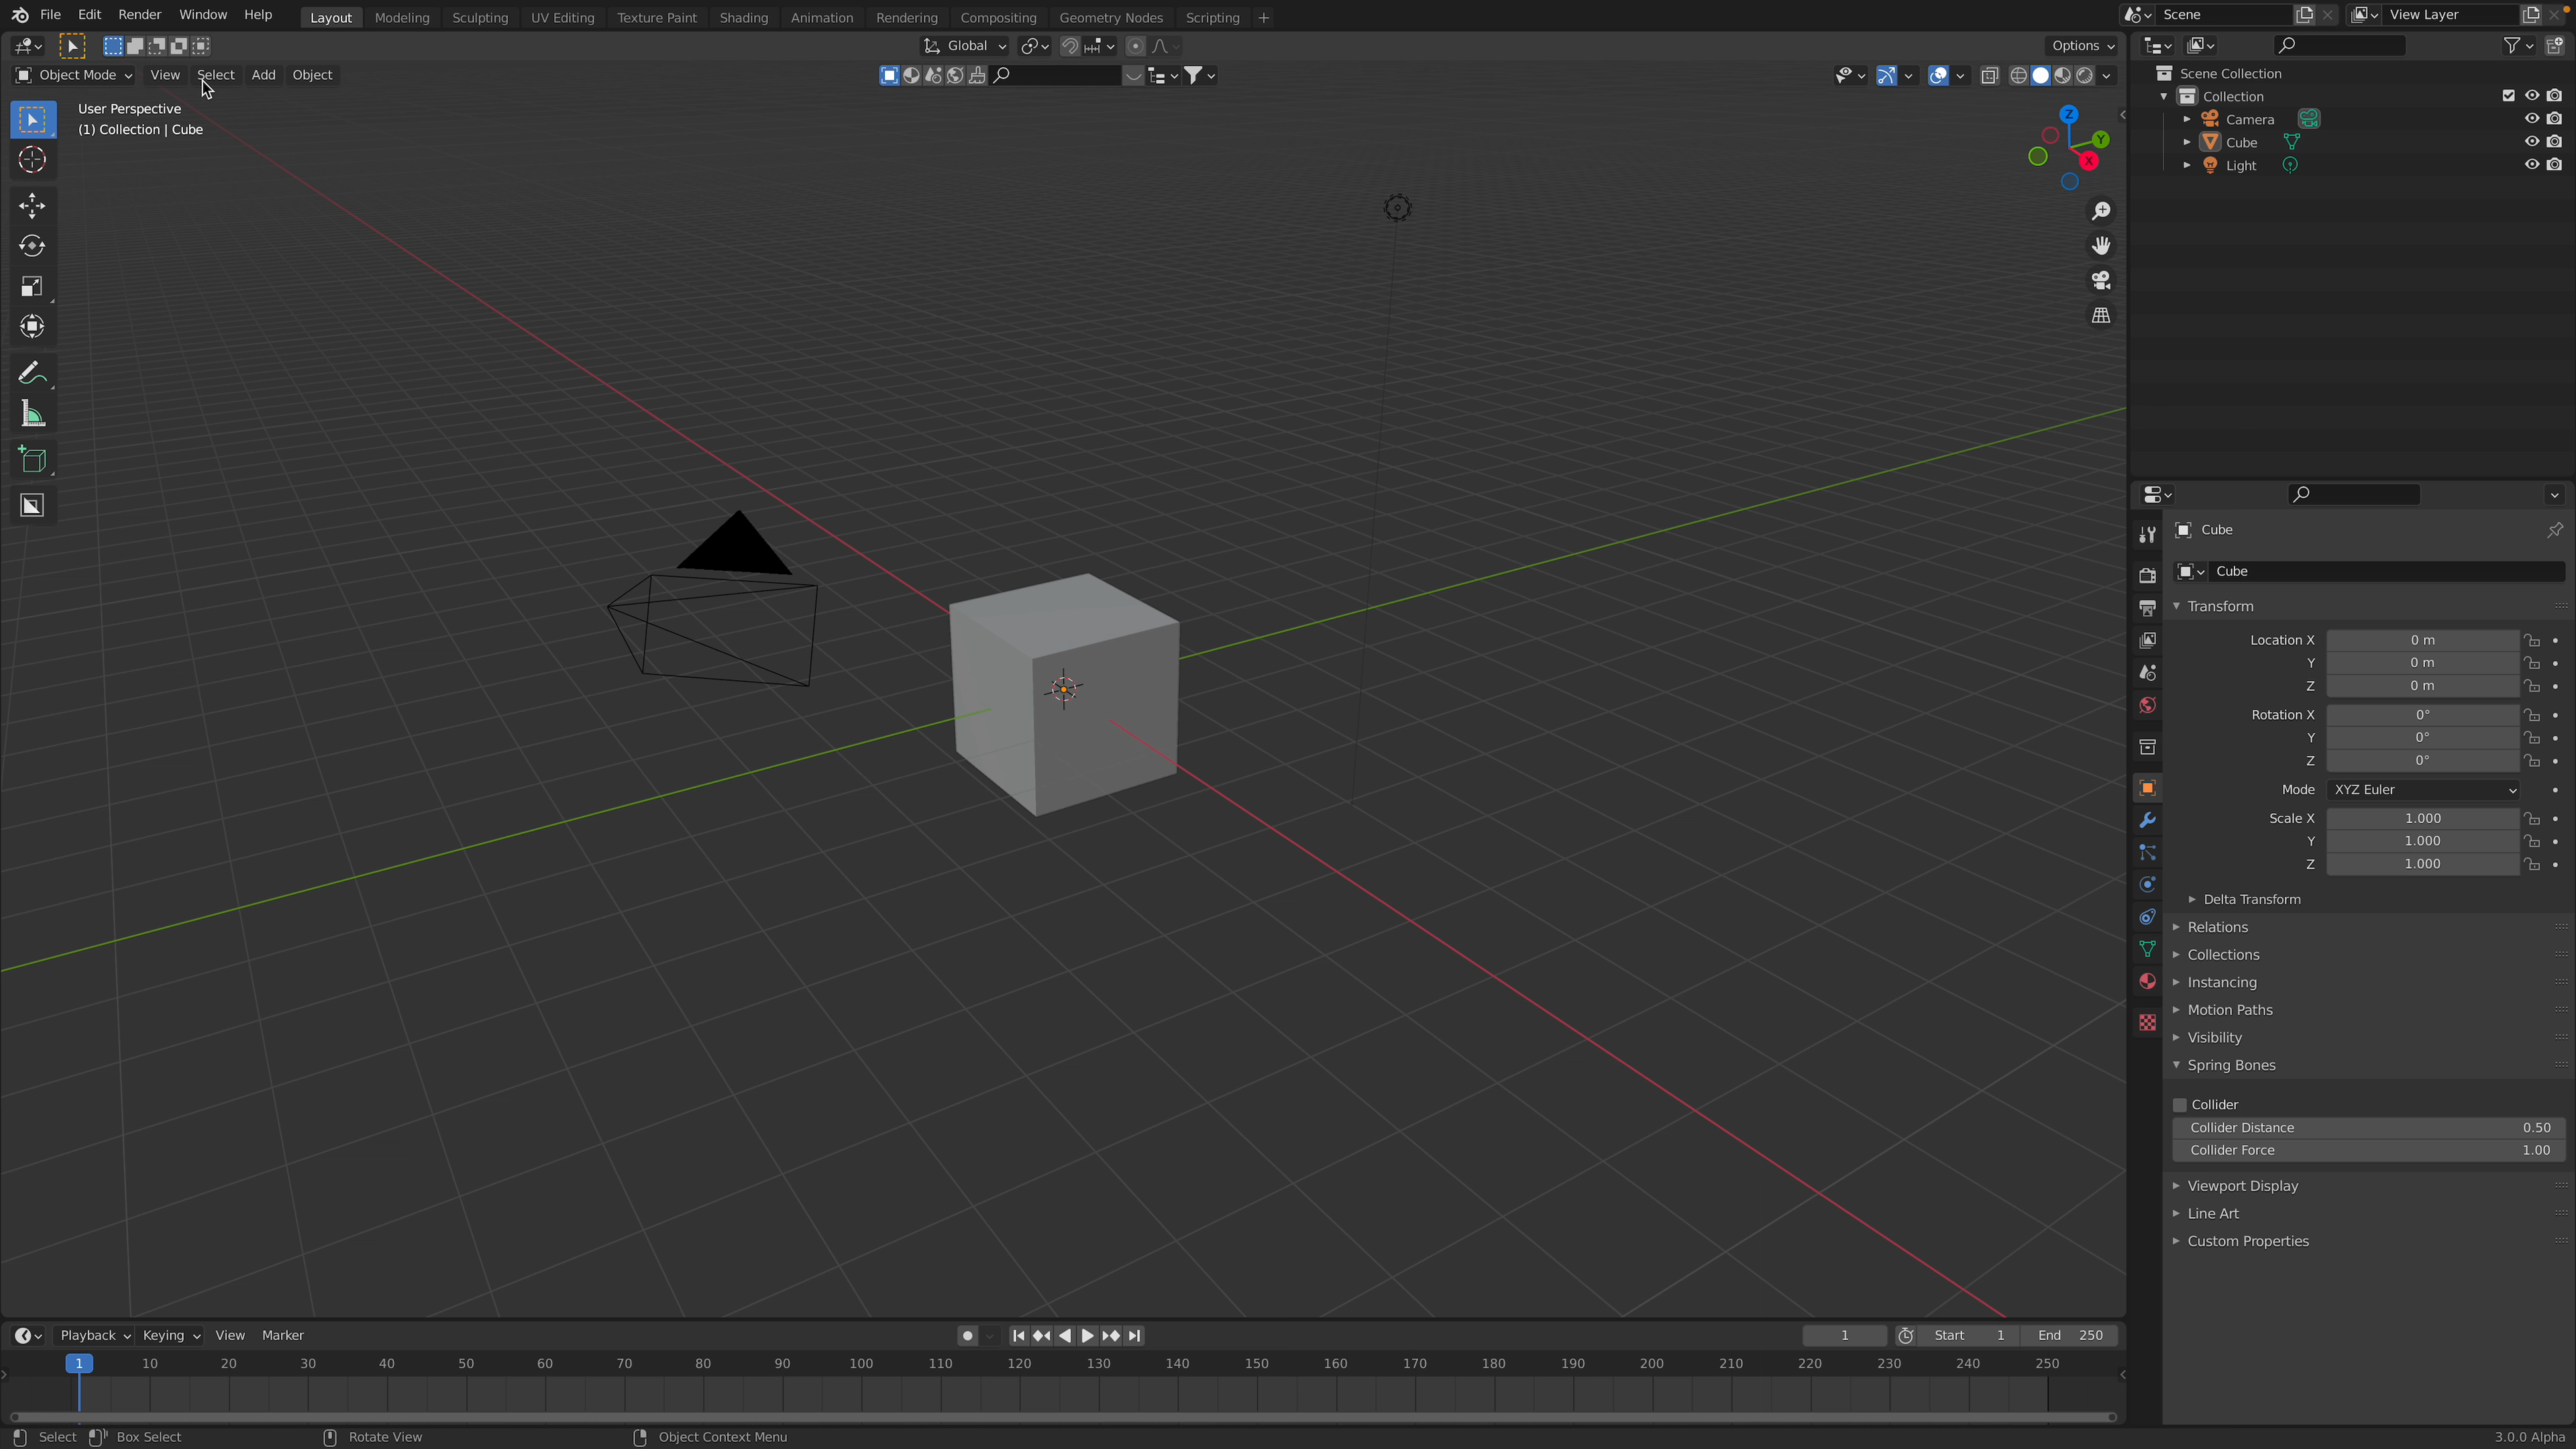 File Edit Render Window Help Layout Modeling Sculpting UV Editing Texture Paint Shading Animation Rendering Compositing Geometry Nodes Scripting + Scene View Layer
Global Options
Object Mode View Select Add Object
User Perspective
(1) Collection | Cube
Z
Y
X
Scene Collection
Collection
Camera
Cube
Light
Cube
Cube
Transform
Location X 0 m
Y 0 m
Z 0 m
Rotation X 0°
Y 0°
Z 0°
Mode XYZ Euler
Scale X 1.000
Y 1.000
Z 1.000
Delta Transform
Relations
Collections
Instancing
Motion Paths
Visibility
Spring Bones
Collider
Collider Distance 0.50
Collider Force 1.00
Viewport Display
Line Art
Custom Properties
Playback Keying View Marker 1 Start 1 End 250
1 10 20 30 40 50 60 70 80 90 100 110 120 130 140 150 160 170 180 190 200 210 220 230 240 250
Select Box Select Rotate View Object Context Menu 3.0.0 Alpha